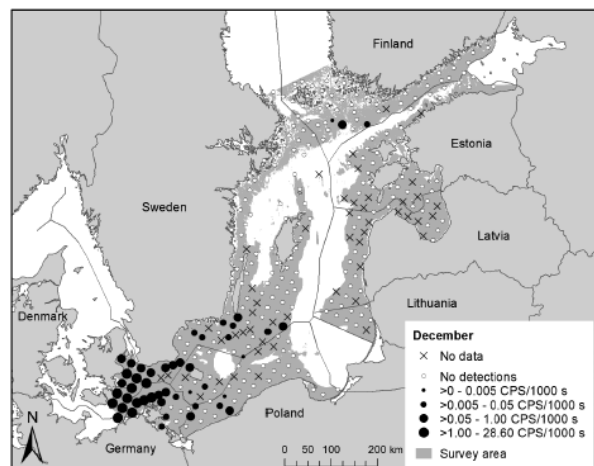 Finland
Estonia
Sweden
Latvia
Lithuania
Denmark
December
No data
No detections
>0 - 0.005 CPS/1000 s
>0.005 - 0.05 CPS/1000 s
>0.05 - 1.00 CPS/1000 s
>1.00 - 28.60 CPS/1000 s
Survey area
Poland
Germany
N
0 50 100 200 km